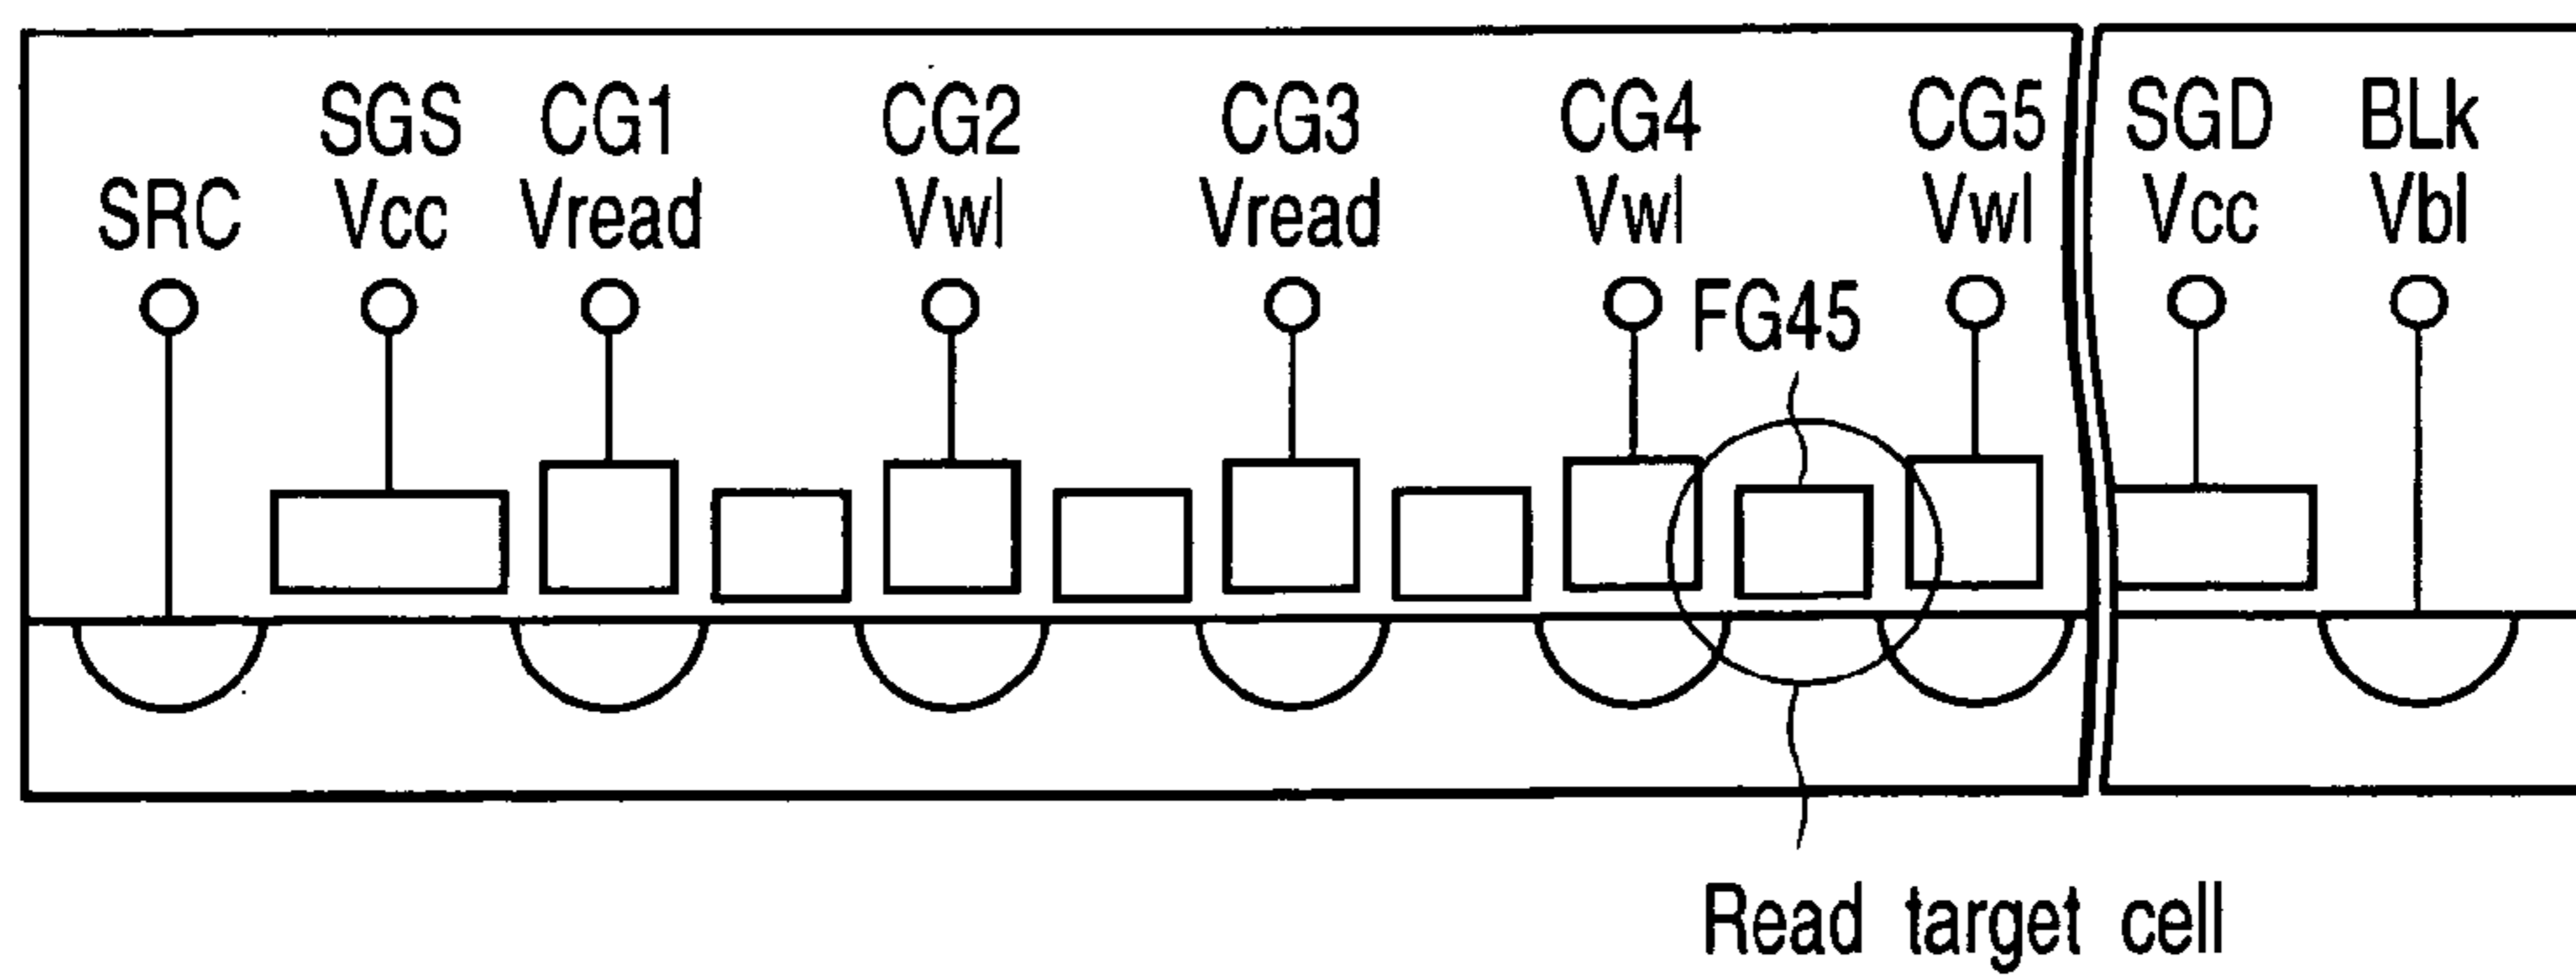 SGS CG1 CG2 CG3 CG4 CG5 SGD BLk
SRC Vcc Vread Vwl Vread Vwl Vwl Vcc Vbl
FG45
Read target cell